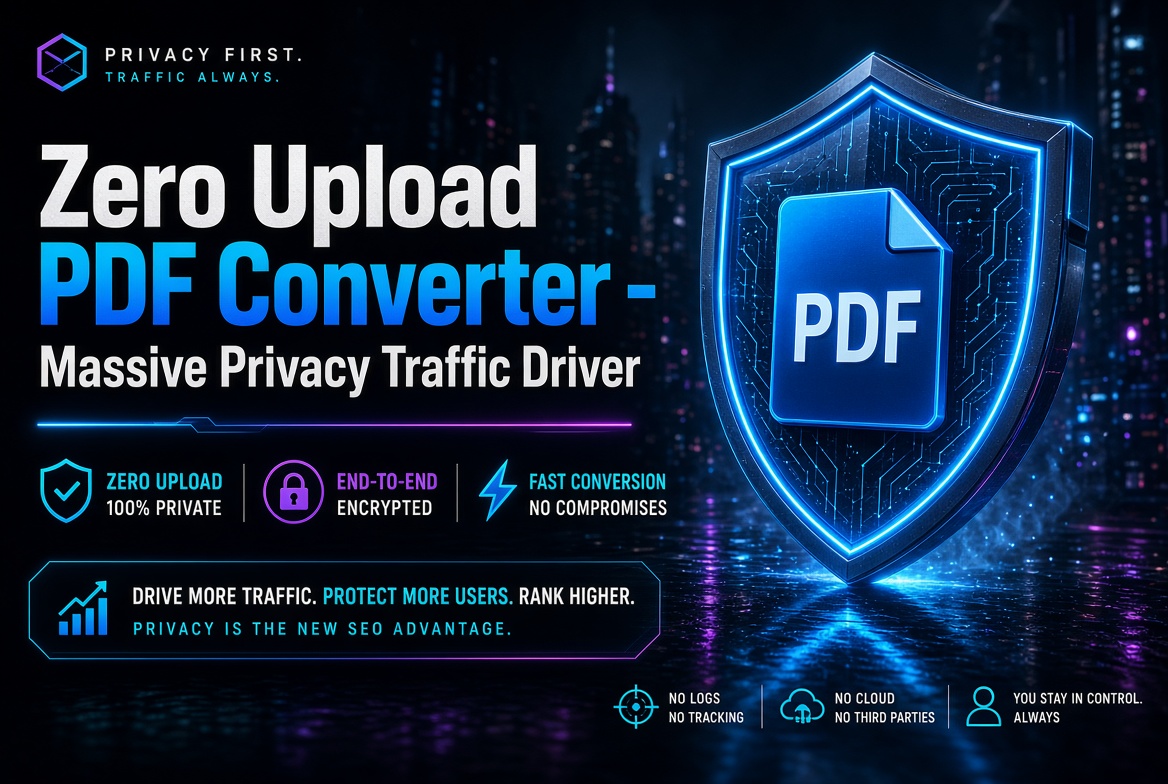 PRIVACY FIRST.
TRAFFIC ALWAYS.
Zero Upload
PDF Converter -
Massive Privacy Traffic Driver
ZERO UPLOAD
100% PRIVATE
END-TO-END
ENCRYPTED
FAST CONVERSION
NO COMPROMISES
DRIVE MORE TRAFFIC. PROTECT MORE USERS. RANK HIGHER.
PRIVACY IS THE NEW SEO ADVANTAGE.
PDF
NO LOGS
NO TRACKING
NO CLOUD
NO THIRD PARTIES
YOU STAY IN CONTROL.
ALWAYS